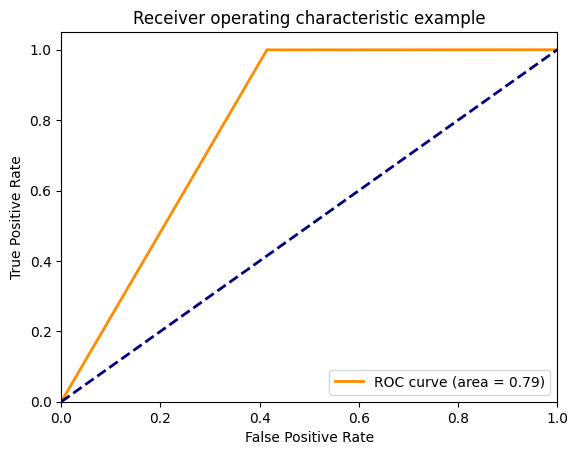 Receiver operating characteristic example
True Positive Rate
1.0
0.8
0.6
0.4
0.2
0.0
ROC curve (area = 0.79)
0.0 0.2 0.4 0.6 0.8 1.0
False Positive Rate